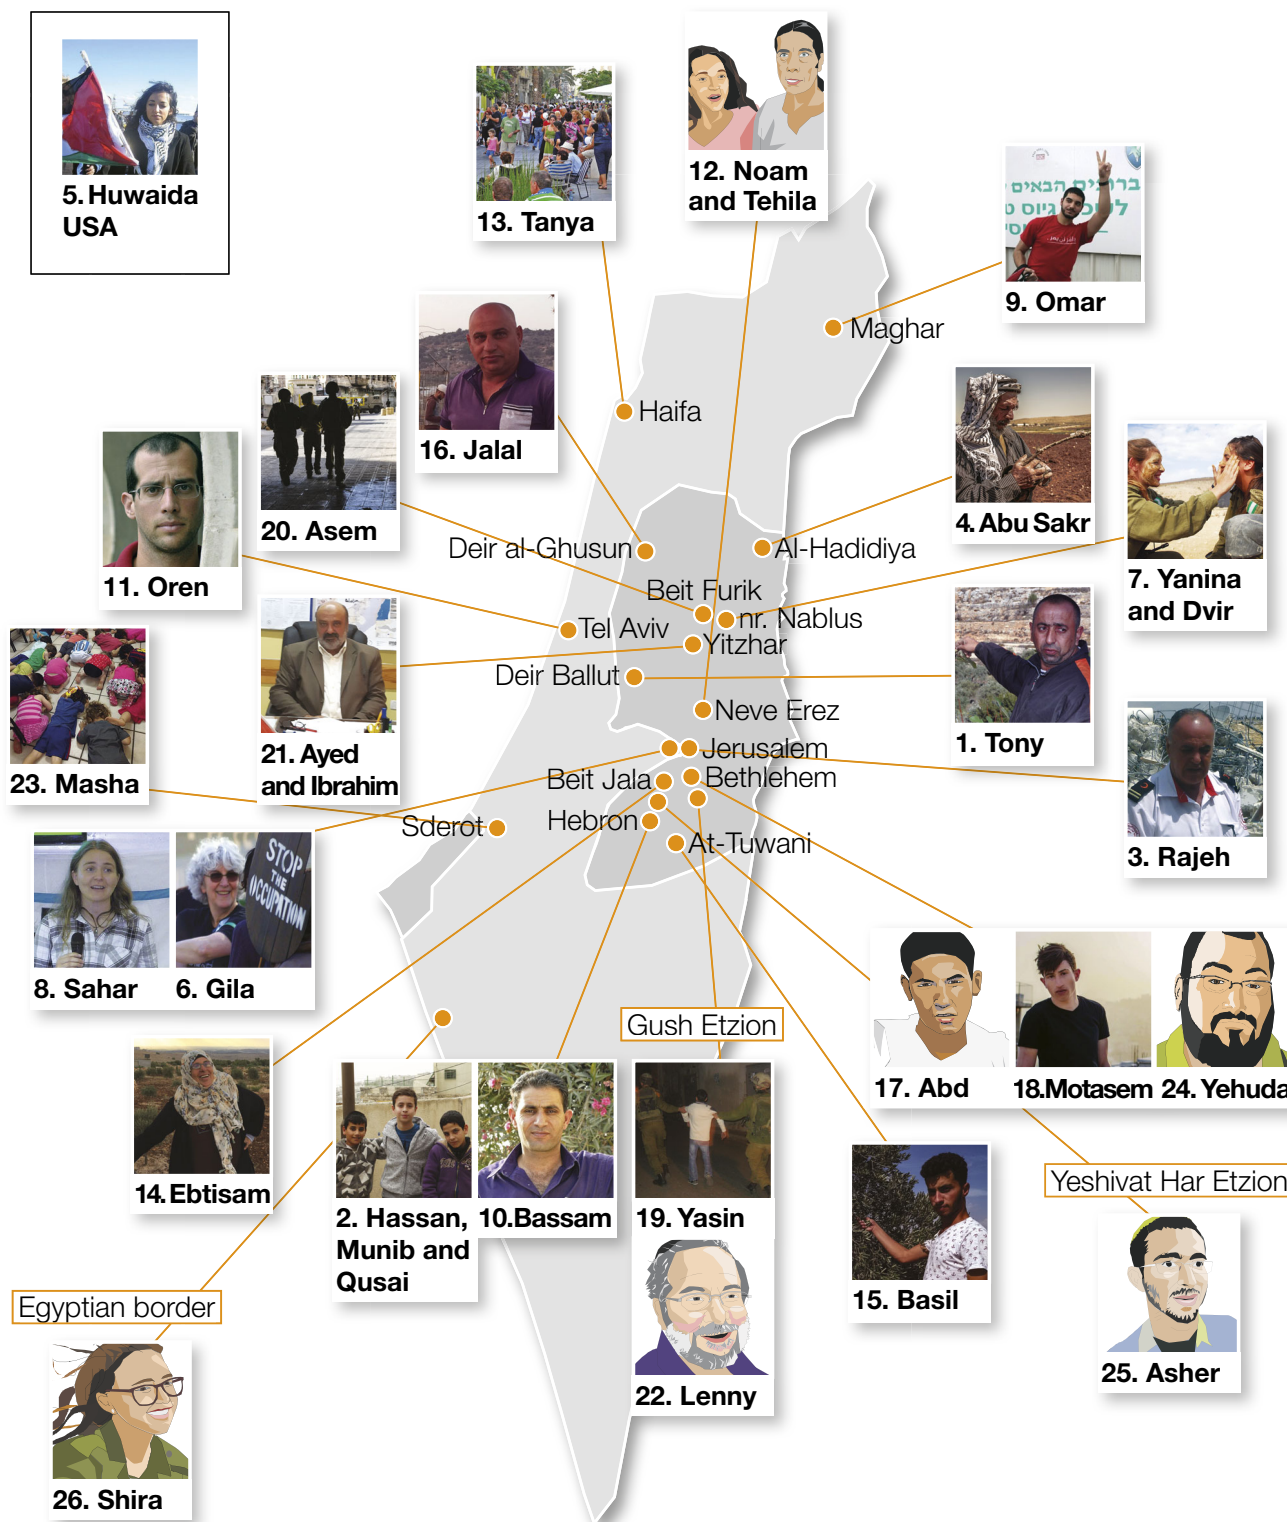 5. Huwaida
USA
13. Tanya
12. Noam
and Tehila
ברוכים הבאים
9. Omar
Maghar
Haifa
16. Jalal
20. Asem
11. Oren
4. Abu Sakr
7. Yanina
and Dvir
Deir al-Ghusun
Al-Hadidiya
Beit Furik
nr. Nablus
Tel Aviv
Yitzhar
Deir Ballut
Neve Erez
1. Tony
23. Masha
21. Ayed
and Ibrahim
Jerusalem
Beit Jala
Bethlehem
Sderot
Hebron
At-Tuwani
3. Rajeh
STOP
THE
OCCUPATION
8. Sahar
6. Gila
Gush Etzion
17. Abd
18.Motasem
24. Yehuda
14. Ebtisam
2. Hassan,
Munib and
Qusai
10.Bassam
19. Yasin
Yeshivat Har Etzion
15. Basil
22. Lenny
25. Asher
Egyptian border
26. Shira